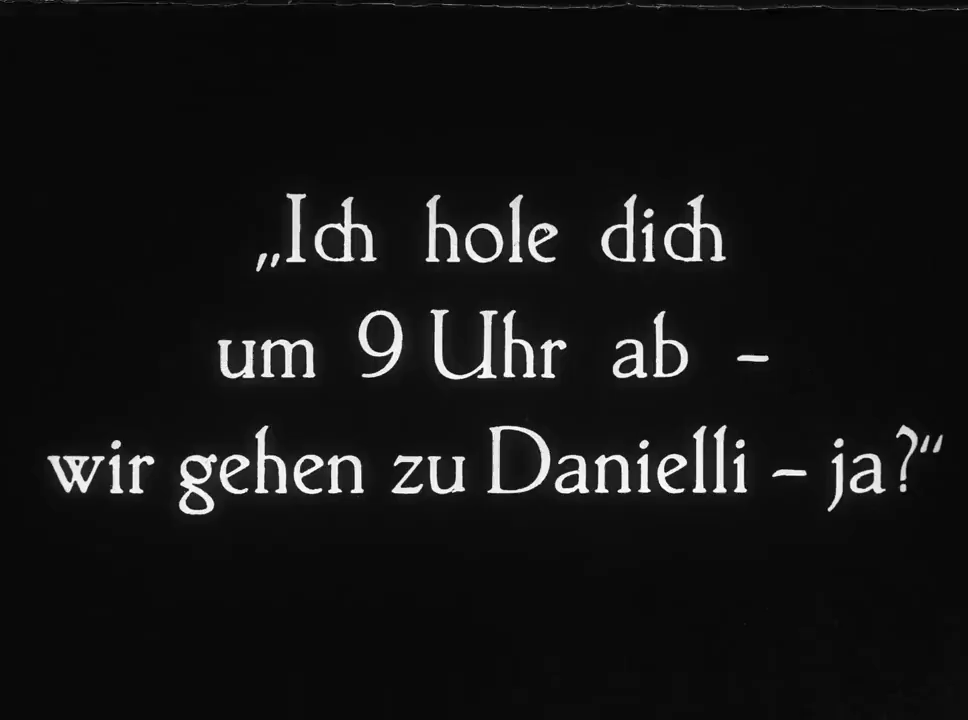 „Ich hole dich
um 9 Uhr ab –
wir gehen zu Danielli – ja?“